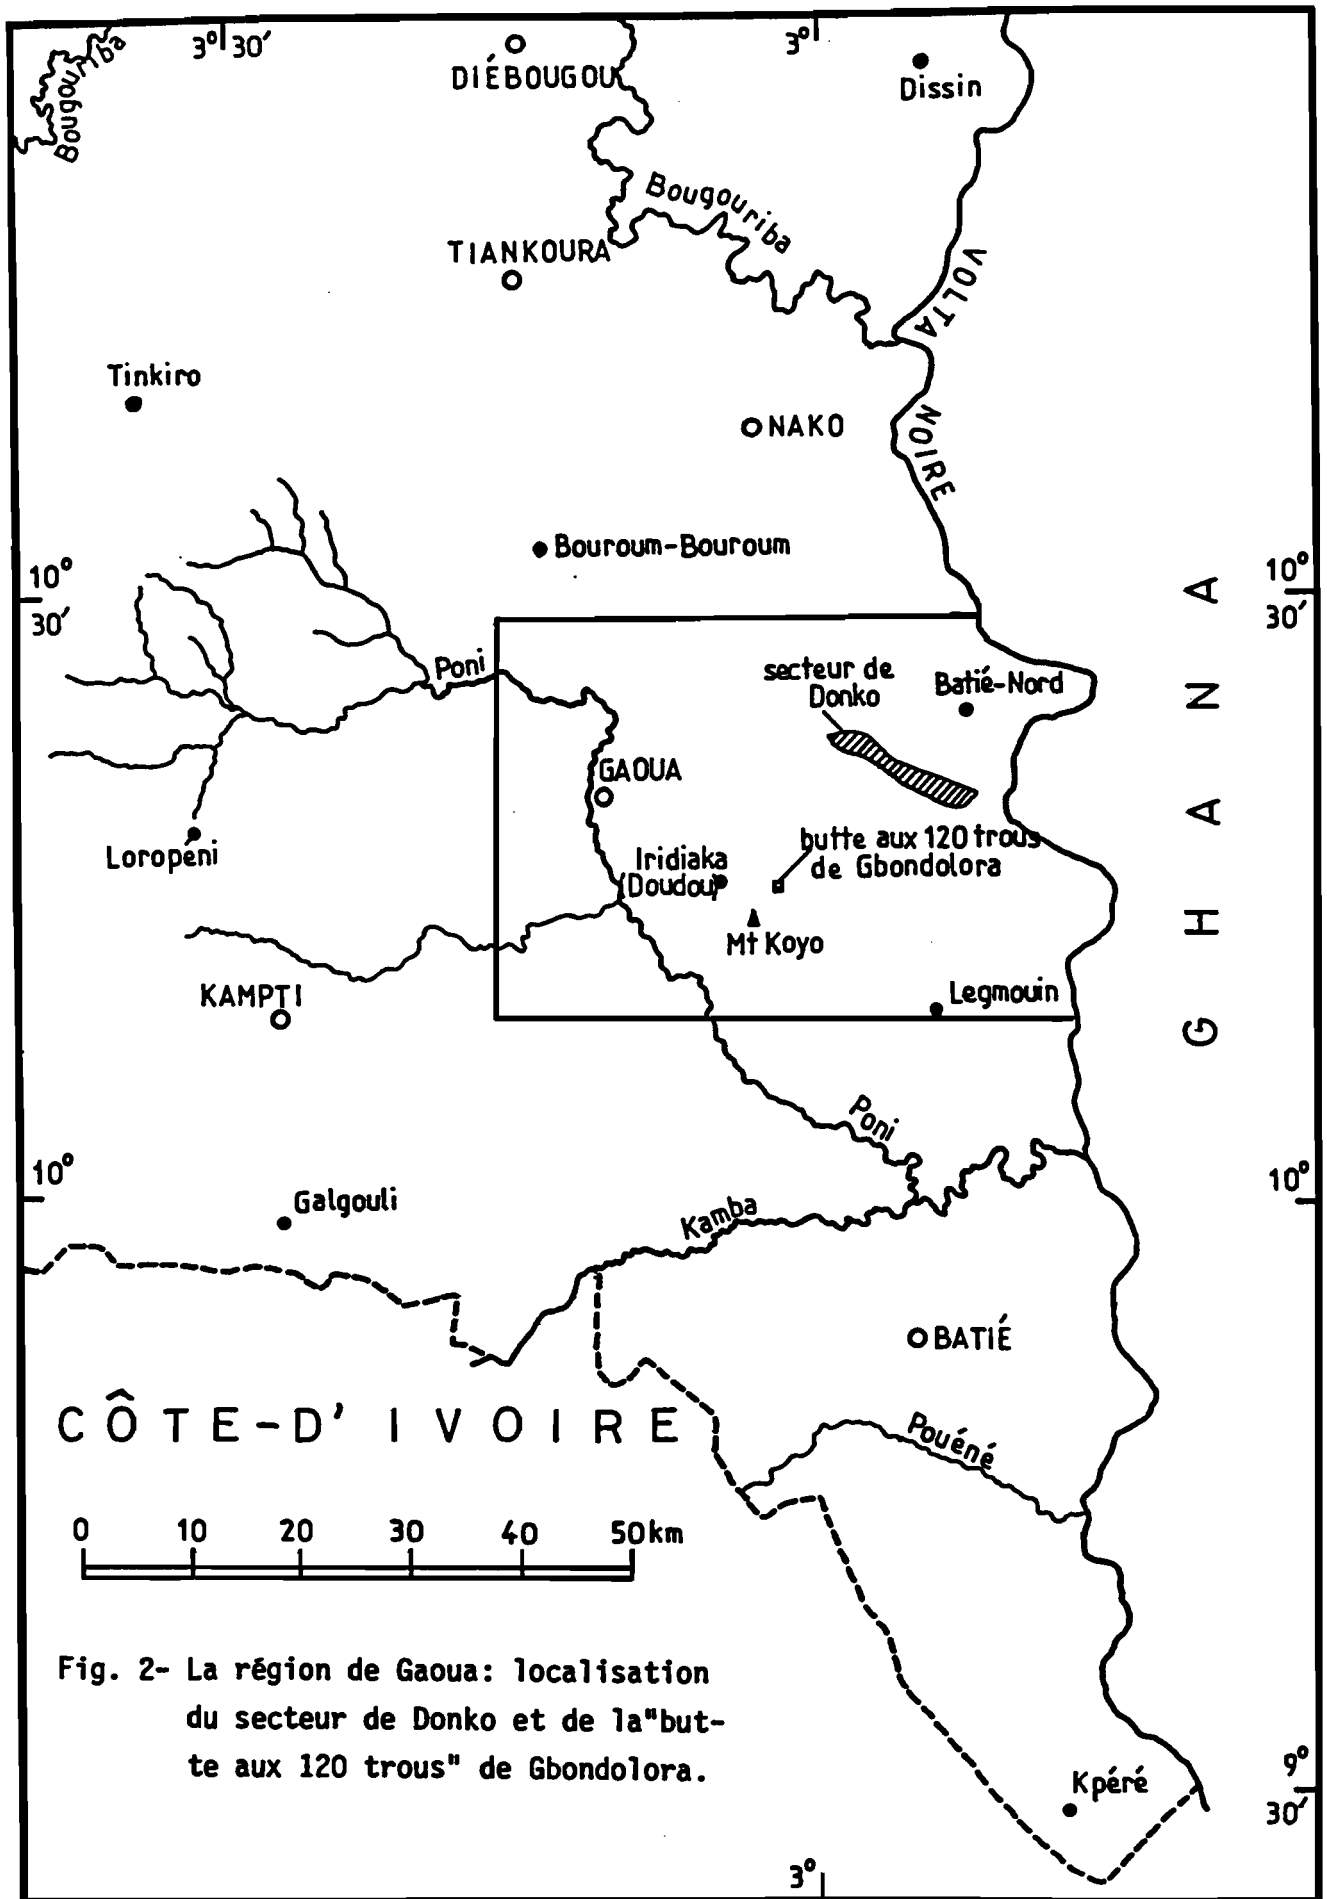 3° 30'
3°
Bougouriba
DIÉBOUGOU
Dissin
Bougouriba
TIANKOURA
VOLTA NOIRE
Tinkiro
NAKO
Bouroum-Bouroum
10°
30'
10°
30'
GHANA
Poni
secteur de
Donko
Batié-Nord
GAOUA
butte aux 120 trous
de Gbondolora
Iridiaka
(Doudou)
Loropéni
Mt Koyo
KAMPTI
Legmouin
Poni
10°
10°
Galgouli
Kamba
BATIÉ
CÔTE-D'IVOIRE
Pouéné
0 10 20 30 40 50km
Fig. 2- La région de Gaoua: localisation
du secteur de Donko et de la"but-
te aux 120 trous" de Gbondolora.
Kpéré
9°
30'
3°